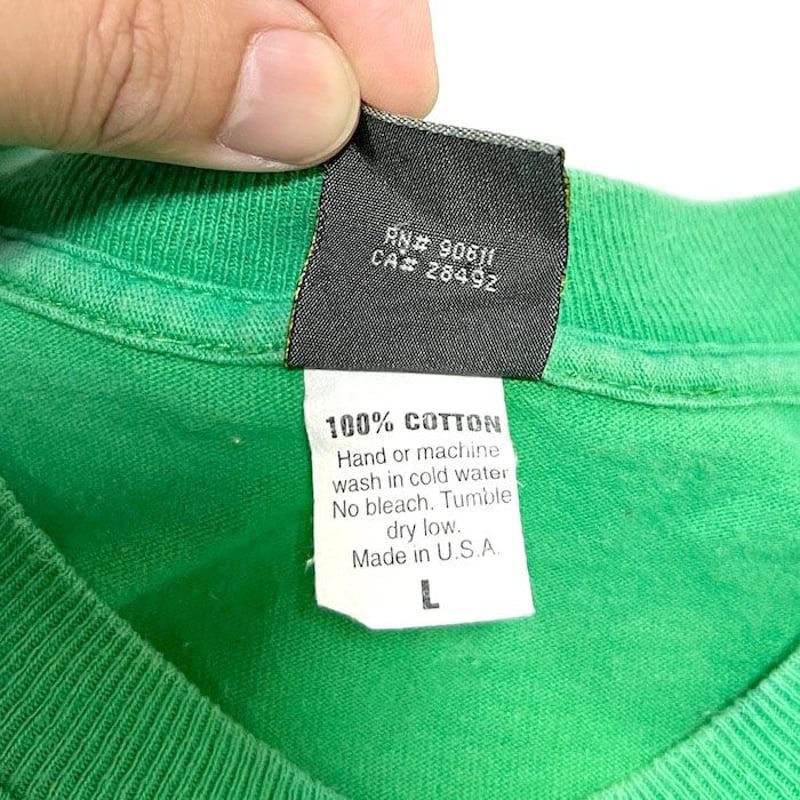 RN# 90611
CA# 28492
100% COTTON
Hand or machine
wash in cold water
No bleach. Tumble
dry low.
Made in U.S.A.
L